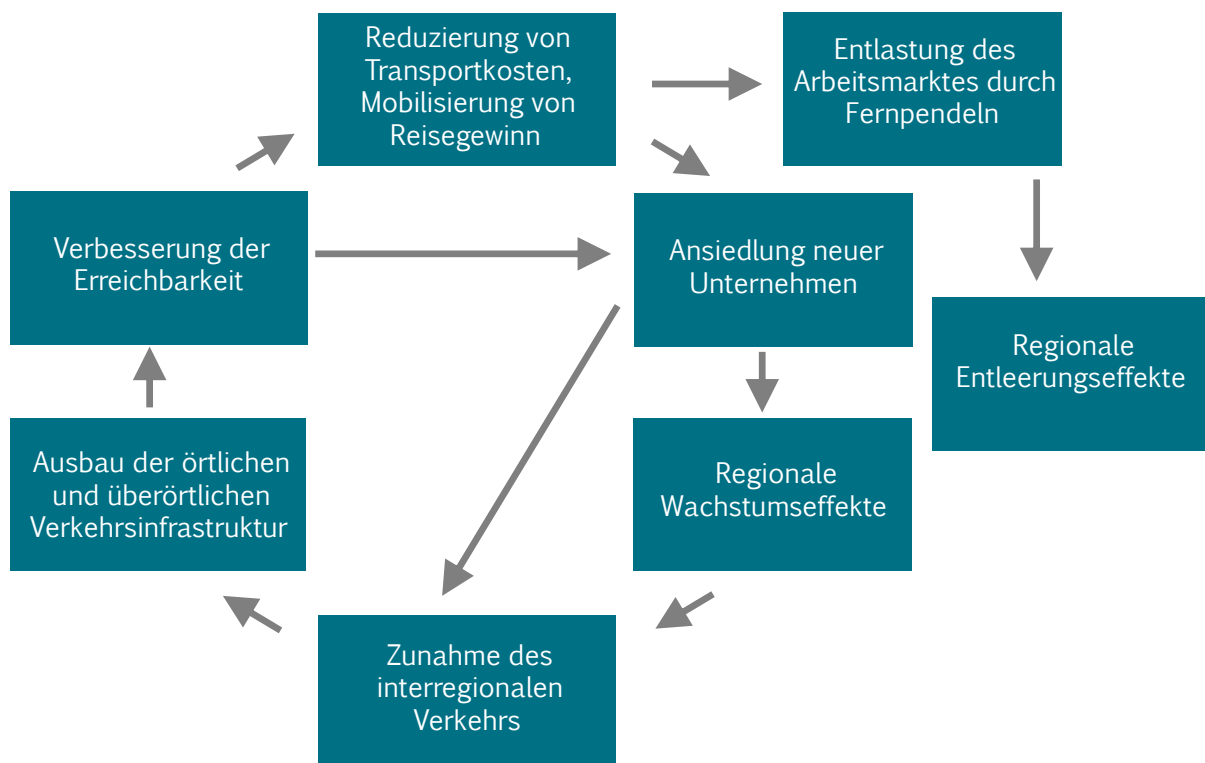 Reduzierung von
Transportkosten,
Mobilisierung von
Reisegewinn
Entlastung des
Arbeitsmarktes durch
Fernpendeln
Verbesserung der
Erreichbarkeit
Ansiedlung neuer
Unternehmen
Regionale
Entleerungseffekte
Ausbau der örtlichen
und überörtlichen
Verkehrsinfrastruktur
Regionale
Wachstumseffekte
Zunahme des
interregionalen
Verkehrs